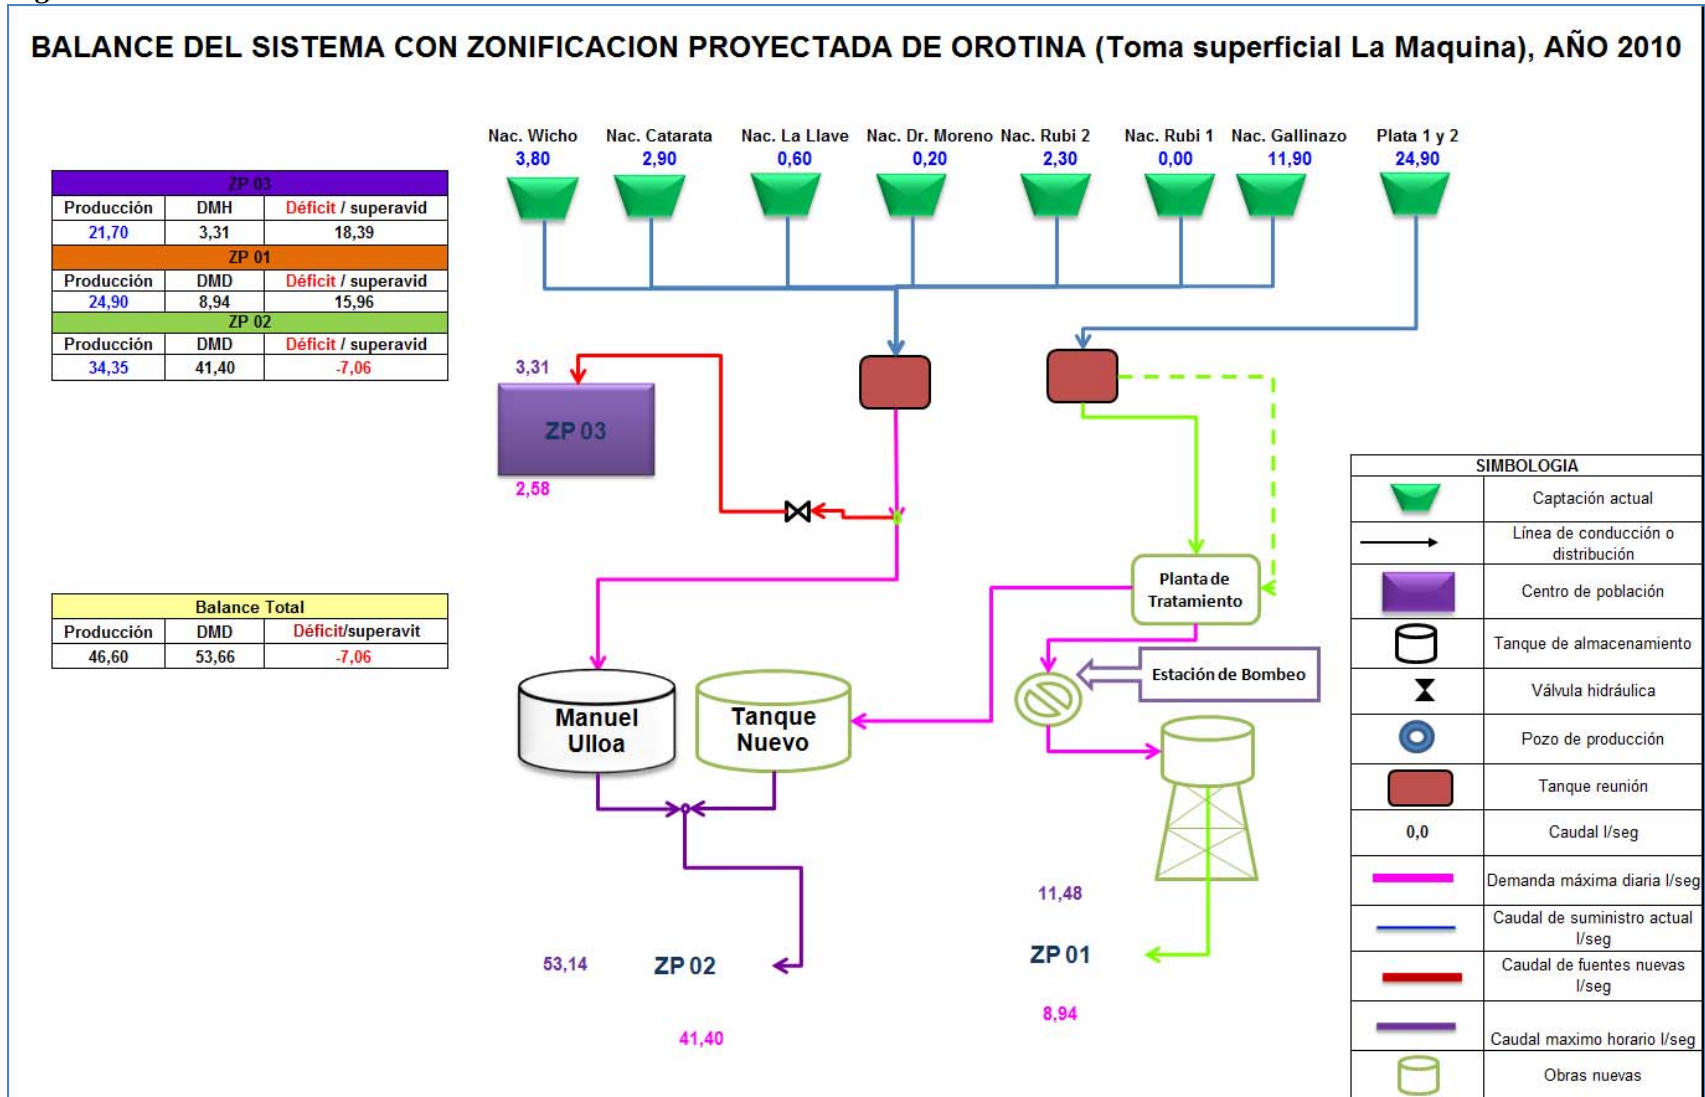 BALANCE DEL SISTEMA CON ZONIFICACION PROYECTADA DE OROTINA (Toma superficial La Maquina), AÑO 2010
Nac. Wicho Nac. Catarata Nac. La Llave Nac. Dr. Moreno Nac. Rubi 2 Nac. Rubi 1 Nac. Gallinazo Plata 1 y 2
3,80 2,90 0,60 0,20 2,30 0,00 11,90 24,90
ZP 03
Producción DMH Déficit / superavid
21,70 3,31 18,39
ZP 01
Producción DMD Déficit / superavid
24,90 8,94 15,96
ZP 02
Producción DMD Déficit / superavid
34,35 41,40 -7,06
3,31
ZP 03
2,58
Balance Total
Producción DMD Déficit/superavit
46,60 53,66 -7,06
Planta de
Tratamiento
Estación de Bombeo
Manuel
Ulloa
Tanque
Nuevo
11,48
ZP 01
8,94
53,14 ZP 02
41,40
SIMBOLOGIA
Captación actual
Línea de conducción o
distribución
Centro de población
Tanque de almacenamiento
Válvula hidráulica
Pozo de producción
Tanque reunión
0,0 Caudal l/seg
Demanda máxima diaria l/seg
Caudal de suministro actual
l/seg
Caudal de fuentes nuevas
l/seg
Caudal maximo horario l/seg
Obras nuevas